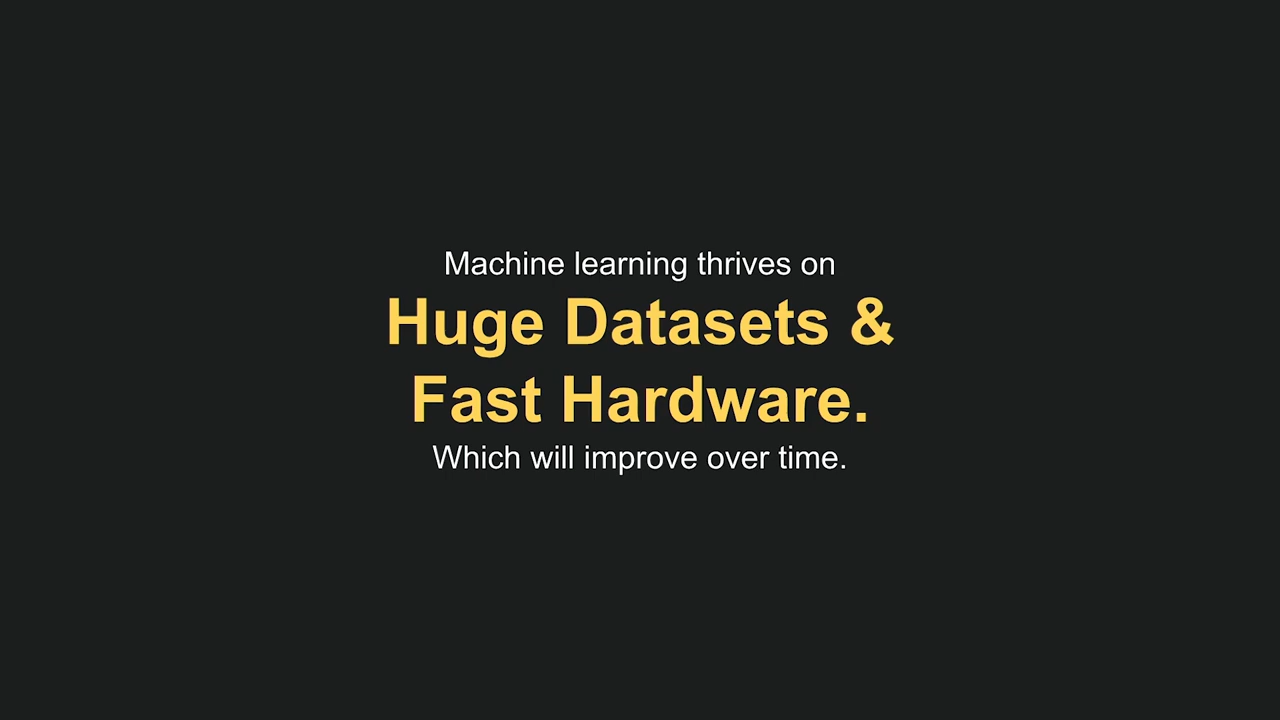 Machine learning thrives on
Huge Datasets &
Fast Hardware.
Which will improve over time.